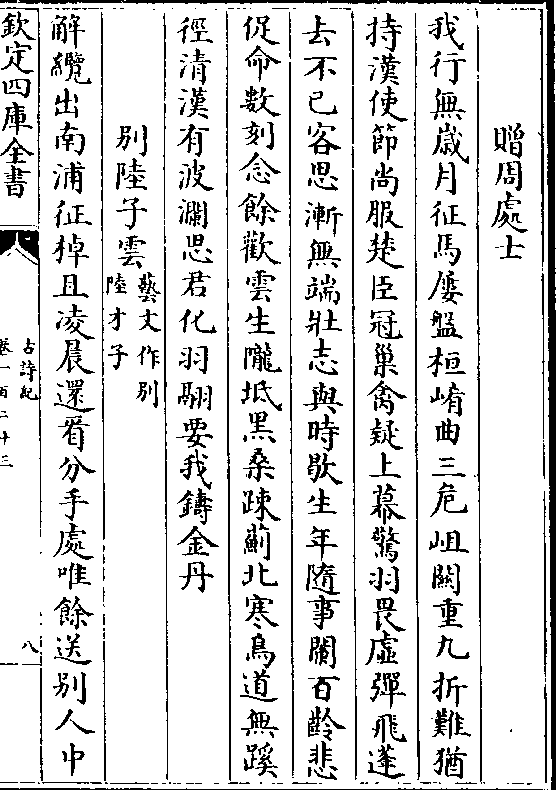 贈周處士
我行無歲月征馬屢盤桓崤曲三危岨關重九折難猶
持漢使節尚服楚臣冠巢禽疑上幕驚羽畏虛彈飛蓬
去不已客思漸無端壯志與時歇生年隨事闌百齡悲
促命數刻念餘歡雲生隴坻黑桑疎薊北寒鳥道無蹊
徑清漢有波瀾思君化羽翮要我鑄金丹
別陸子雲藝文作別陸才子
解纜出南浦征棹且凌晨還看分手處唯餘送別人中
欽定四庫全書
古詩紀
卷一百二十三
八